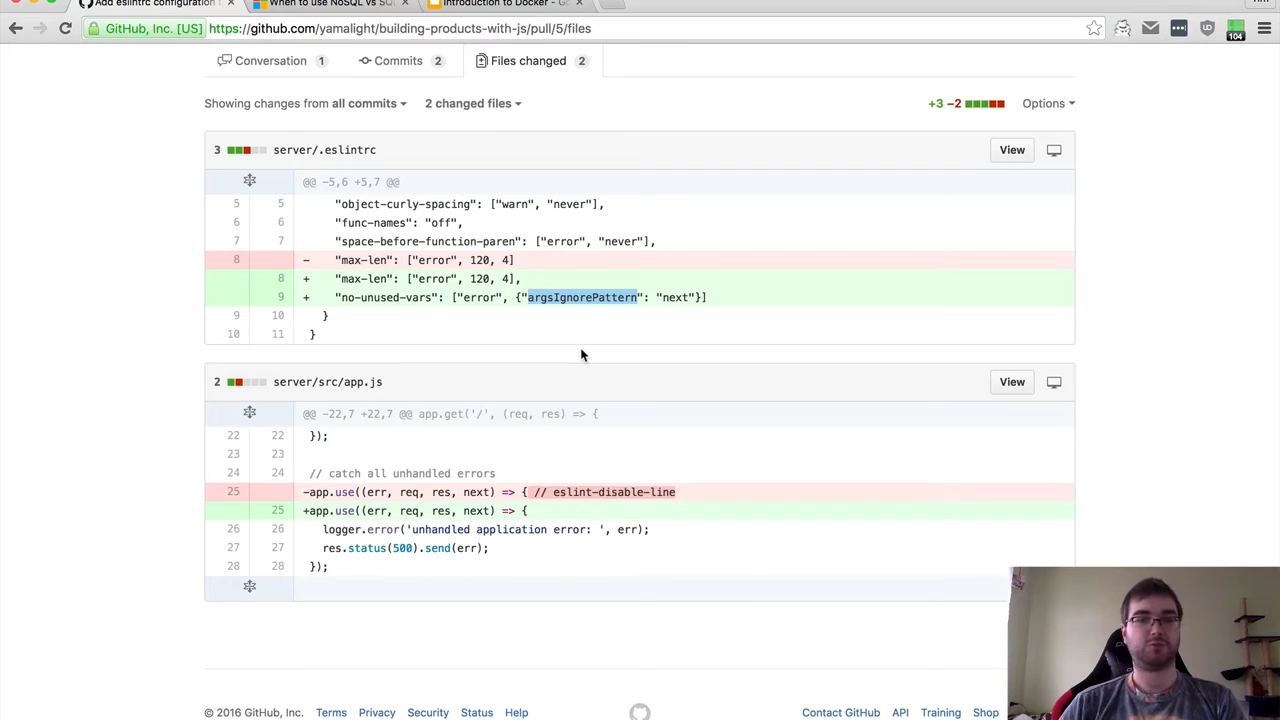 Add eslintrc configuration
When to use NoSQL vs SQ
Introduction to Docker - G
GitHub, Inc. [US] https://github.com/yamalight/building-products-with-js/pull/5/files
104
Conversation 1 Commits 2 Files changed 2
Showing changes from all commits 2 changed files +3 −2 Options
3 server/.eslintrc View
@@ -5,6 +5,7 @@
5 5 "object-curly-spacing": ["warn", "never"],
6 6 "func-names": "off",
7 7 "space-before-function-paren": ["error", "never"],
8 - "max-len": ["error", 120, 4]
8 + "max-len": ["error", 120, 4],
9 + "no-unused-vars": ["error", {"argsIgnorePattern": "next"}]
9 10 }
10 11 }
2 server/src/app.js View
@@ -22,7 +22,7 @@ app.get('/', (req, res) => {
22 22 });
23 23
24 24 // catch all unhandled errors
25 -app.use((err, req, res, next) => { // eslint-disable-line
25 +app.use((err, req, res, next) => {
26 26 logger.error('unhandled application error: ', err);
27 27 res.status(500).send(err);
28 28 });
© 2016 GitHub, Inc. Terms Privacy Security Status Help Contact GitHub API Training Shop